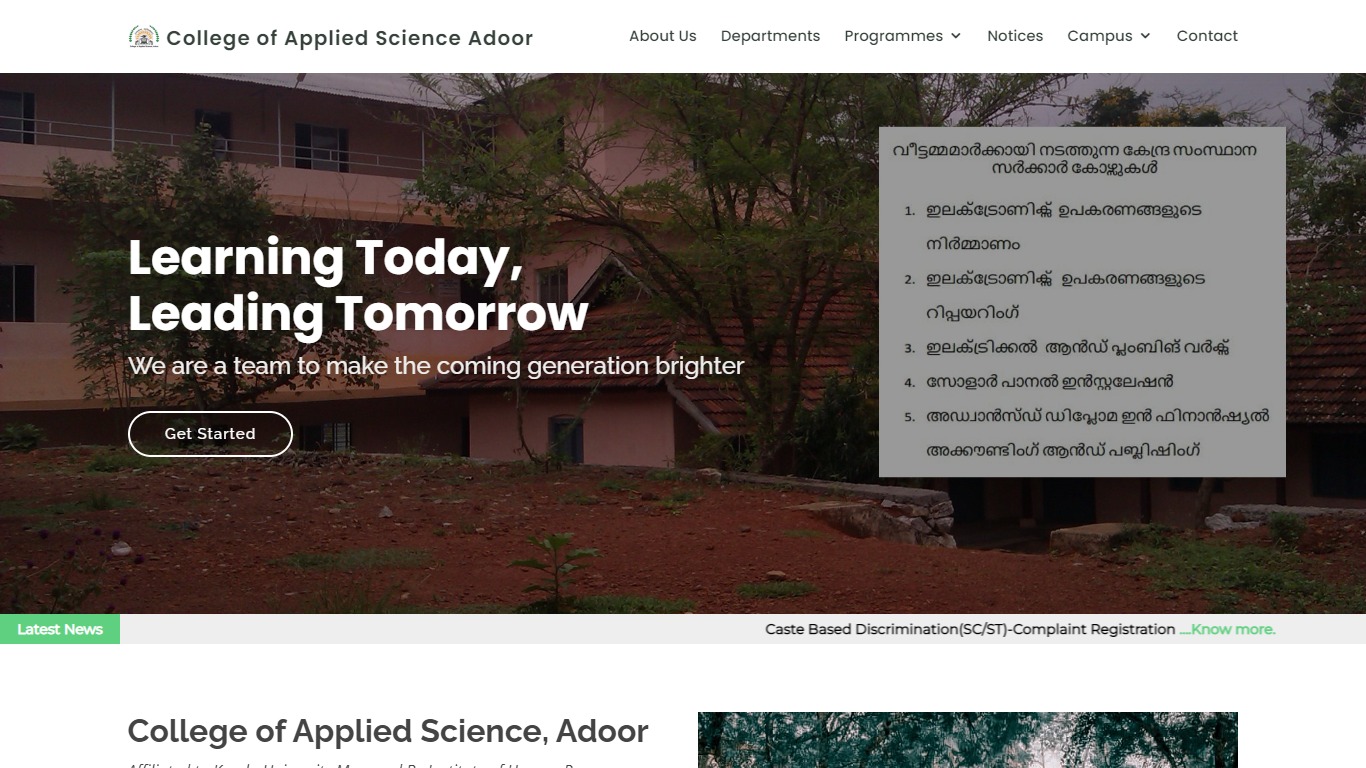 College of Applied Science Adoor
About Us
Departments
Programmes
Notices
Campus
Contact
Learning Today,
Leading Tomorrow
We are a team to make the coming generation brighter
Get Started
വീട്ടമ്മമാർക്കായി നടത്തുന്ന കേന്ദ്ര സംസ്ഥാന
സർക്കാർ കോഴ്സുകൾ
1. ഇലക്ട്രോണിക്സ് ഉപകരണങ്ങളുടെ
നിർമ്മാണം
2. ഇലക്ട്രോണിക്സ് ഉപകരണങ്ങളുടെ
റിപ്പയറിംഗ്
3. ഇലക്ട്രിക്കൽ ആൻഡ് പ്ലംബിങ് വർക്ക്സ്
4. സോളാർ പാനൽ ഇൻസ്റ്റലേഷൻ
5. അഡ്വാൻസ്ഡ് ഡിപ്ലോമ ഇൻ ഫിനാൻഷ്യൽ
അക്കൗണ്ടിംഗ് ആൻഡ് പബ്ലിഷിംഗ്
Latest News
Caste Based Discrimination(SC/ST)-Complaint Registration ....Know more.
College of Applied Science, Adoor